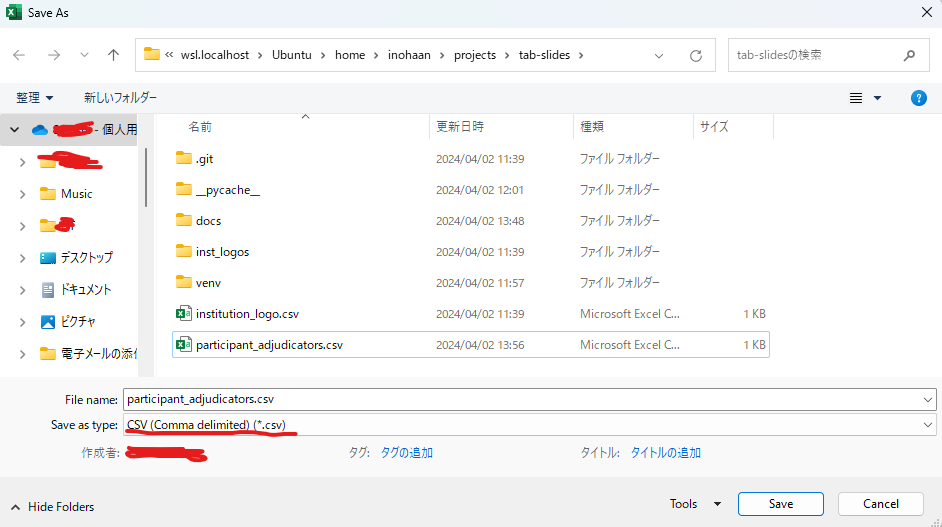 Save As
« wsl.localhost > Ubuntu > home > inohaan > projects > tab-slides >
tab-slidesの検索
整理 新しいフォルダー
名前 更新日時 種類 サイズ
- 個人用
Music
デスクトップ
ドキュメント
ピクチャ
電子メールの添
.git 2024/04/02 11:39 ファイル フォルダー
__pycache__ 2024/04/02 12:01 ファイル フォルダー
docs 2024/04/02 13:48 ファイル フォルダー
inst_logos 2024/04/02 11:39 ファイル フォルダー
venv 2024/04/02 11:57 ファイル フォルダー
institution_logo.csv 2024/04/02 11:39 Microsoft Excel C... 1 KB
participant_adjudicators.csv 2024/04/02 13:56 Microsoft Excel C... 1 KB
File name: participant_adjudicators.csv
Save as type: CSV (Comma delimited) (*.csv)
作成者: タグ: タグの追加 タイトル: タイトルの追加
Hide Folders Tools Save Cancel